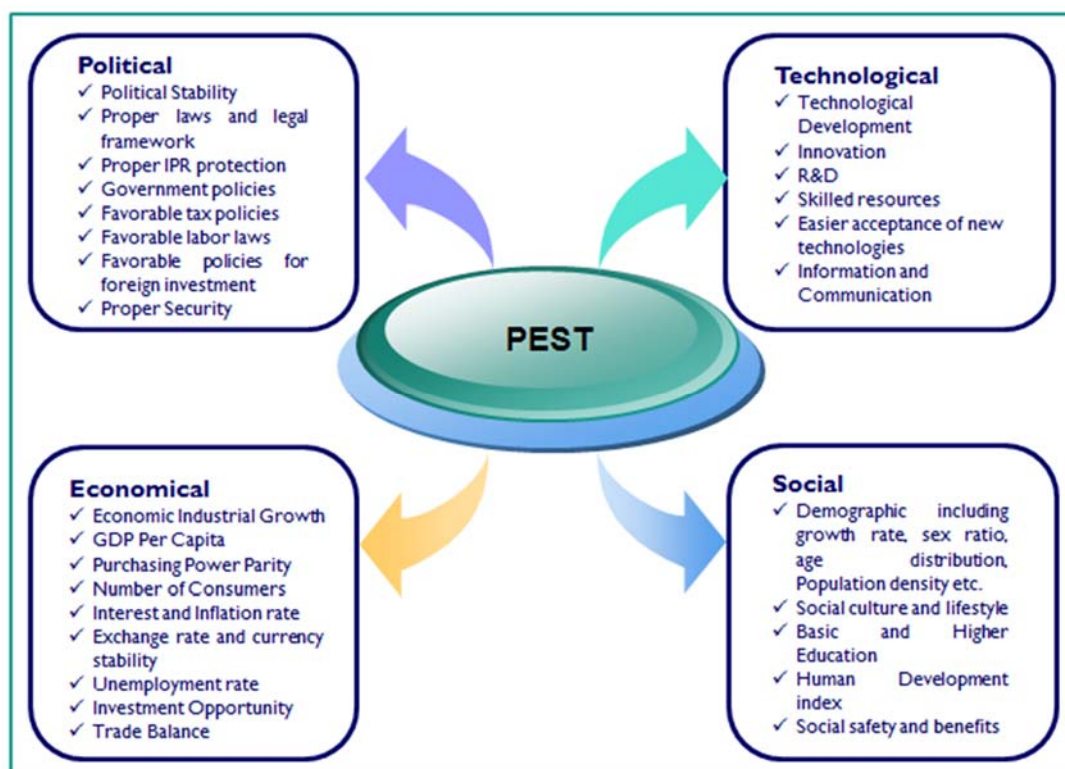 Political
✓ Political Stability
✓ Proper laws and legal
framework
✓ Proper IPR protection
✓ Government policies
✓ Favorable tax policies
✓ Favorable labor laws
✓ Favorable policies for
foreign investment
✓ Proper Security
Technological
✓ Technological
Development
✓ Innovation
✓ R&D
✓ Skilled resources
✓ Easier acceptance of new
technologies
✓ Information and
Communication
PEST
Economical
✓ Economic Industrial Growth
✓ GDP Per Capita
✓ Purchasing Power Parity
✓ Number of Consumers
✓ Interest and Inflation rate
✓ Exchange rate and currency
stability
✓ Unemployment rate
✓ Investment Opportunity
✓ Trade Balance
Social
✓ Demographic including
growth rate, sex ratio,
age distribution,
Population density etc.
✓ Social culture and lifestyle
✓ Basic and Higher
Education
✓ Human Development
index
✓ Social safety and benefits